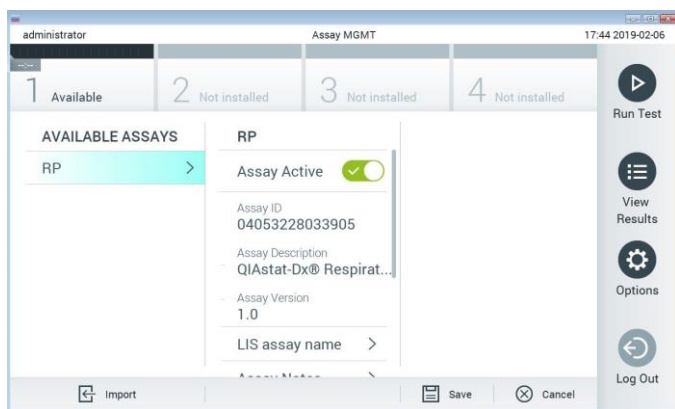 administrator
Assay MGMT
17:44 2019-02-06
1 Available
2 Not installed
3 Not installed
4 Not installed
Run Test
AVAILABLE ASSAYS
RP
RP
Assay Active
Assay ID
04053228033905
Assay Description
QIAstat-Dx® Respirat...
Assay Version
1.0
LIS assay name
View
Results
Options
Import
Save
Cancel
Log Out